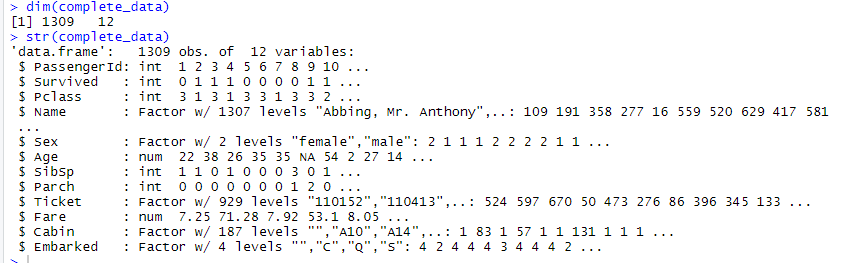 > dim(complete_data)
[1] 1309   12
> str(complete_data)
'data.frame':   1309 obs. of  12 variables:
 $ PassengerId: int  1 2 3 4 5 6 7 8 9 10 ...
 $ Survived   : int  0 1 1 1 0 0 0 0 1 1 ...
 $ Pclass     : int  3 1 3 1 3 3 1 3 3 2 ...
 $ Name       : Factor w/ 1307 levels "Abbing, Mr. Anthony",..: 109 191 358 277 16 559 520 629 417 581
...
 $ Sex        : Factor w/ 2 levels "female","male": 2 1 1 1 2 2 2 2 1 1 ...
 $ Age        : num  22 38 26 35 35 NA 54 2 27 14 ...
 $ SibSp      : int  1 1 0 1 0 0 0 3 0 1 ...
 $ Parch      : int  0 0 0 0 0 0 0 1 2 0 ...
 $ Ticket     : Factor w/ 929 levels "110152","110413",..: 524 597 670 50 473 276 86 396 345 133 ...
 $ Fare       : num  7.25 71.28 7.92 53.1 8.05 ...
 $ Cabin      : Factor w/ 187 levels "","A10","A14",..: 1 83 1 57 1 1 131 1 1 1 ...
 $ Embarked   : Factor w/ 4 levels "","C","Q","S": 4 2 4 4 4 3 4 4 4 2 ...
>